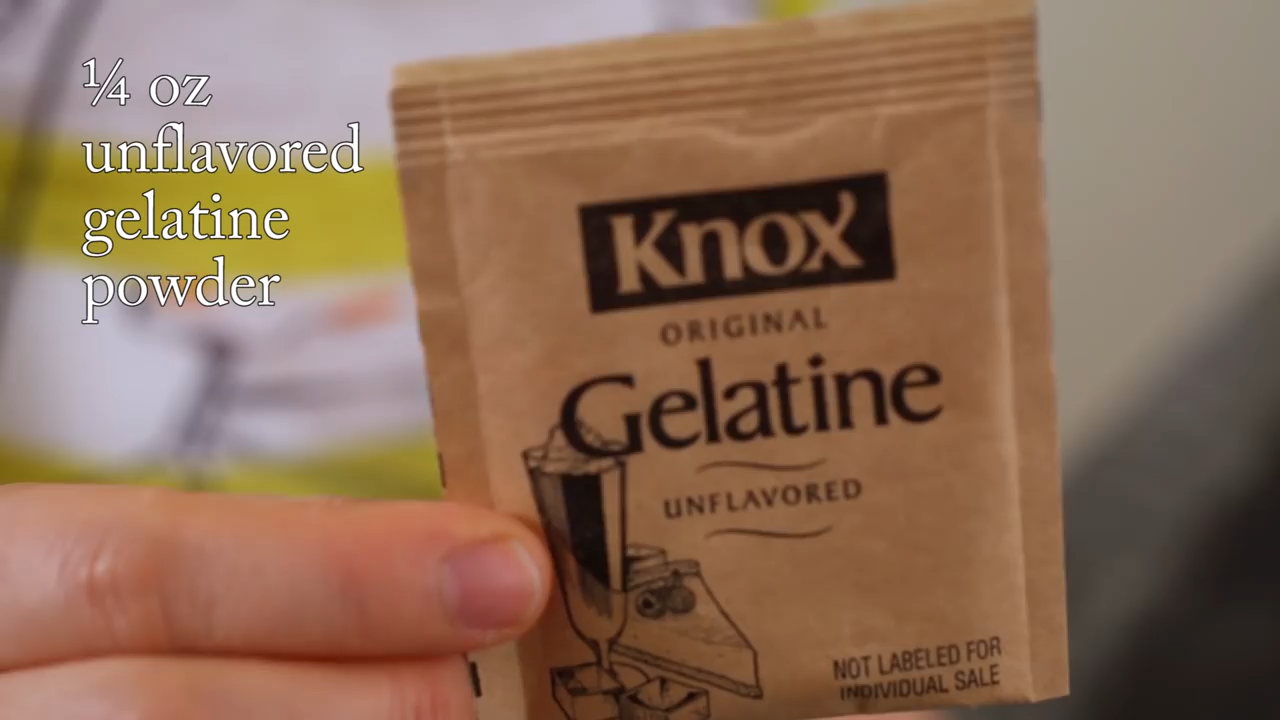 ¼ oz
unflavored
gelatine
powder
Knox
ORIGINAL
Gelatine
UNFLAVORED
NOT LABELED FOR
INDIVIDUAL SALE